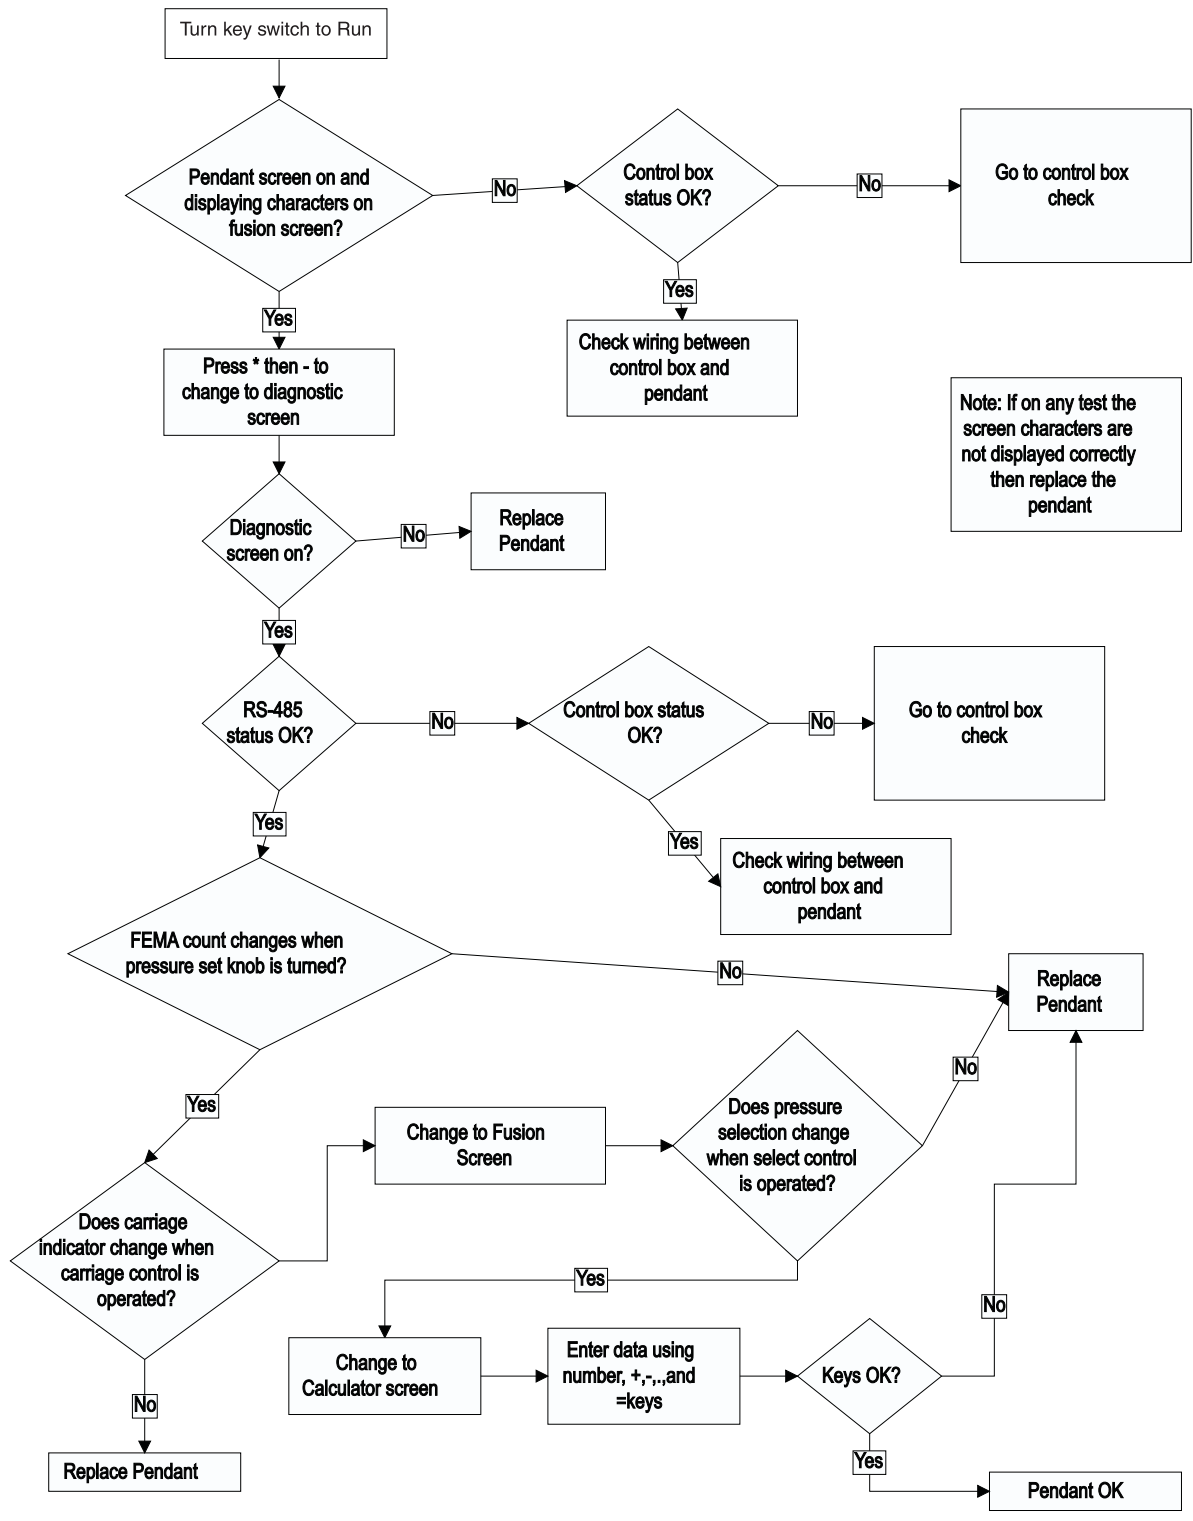 Turn key switch to Run
Pendant screen on and
displaying characters on
fusion screen?
No
Control box
status OK?
No
Go to control box
check
Yes
Yes
Check wiring between
control box and
pendant
Press * then - to
change to diagnostic
screen
Note: If on any test the
screen characters are
not displayed correctly
then replace the
pendant
Diagnostic
screen on?
No
Replace
Pendant
Yes
RS-485
status OK?
No
Control box status
OK?
No
Go to control box
check
Yes
Yes
Check wiring between
control box and
pendant
FEMA count changes when
pressure set knob is turned?
No
Replace
Pendant
Yes
No
Change to Fusion
Screen
Does pressure
selection change
when select control
is operated?
Does carriage
indicator change when
carriage control is
operated?
Yes
No
Change to
Calculator screen
Enter data using
number, +,-,.,and
=keys
Keys OK?
No
Replace Pendant
Yes
Pendant OK